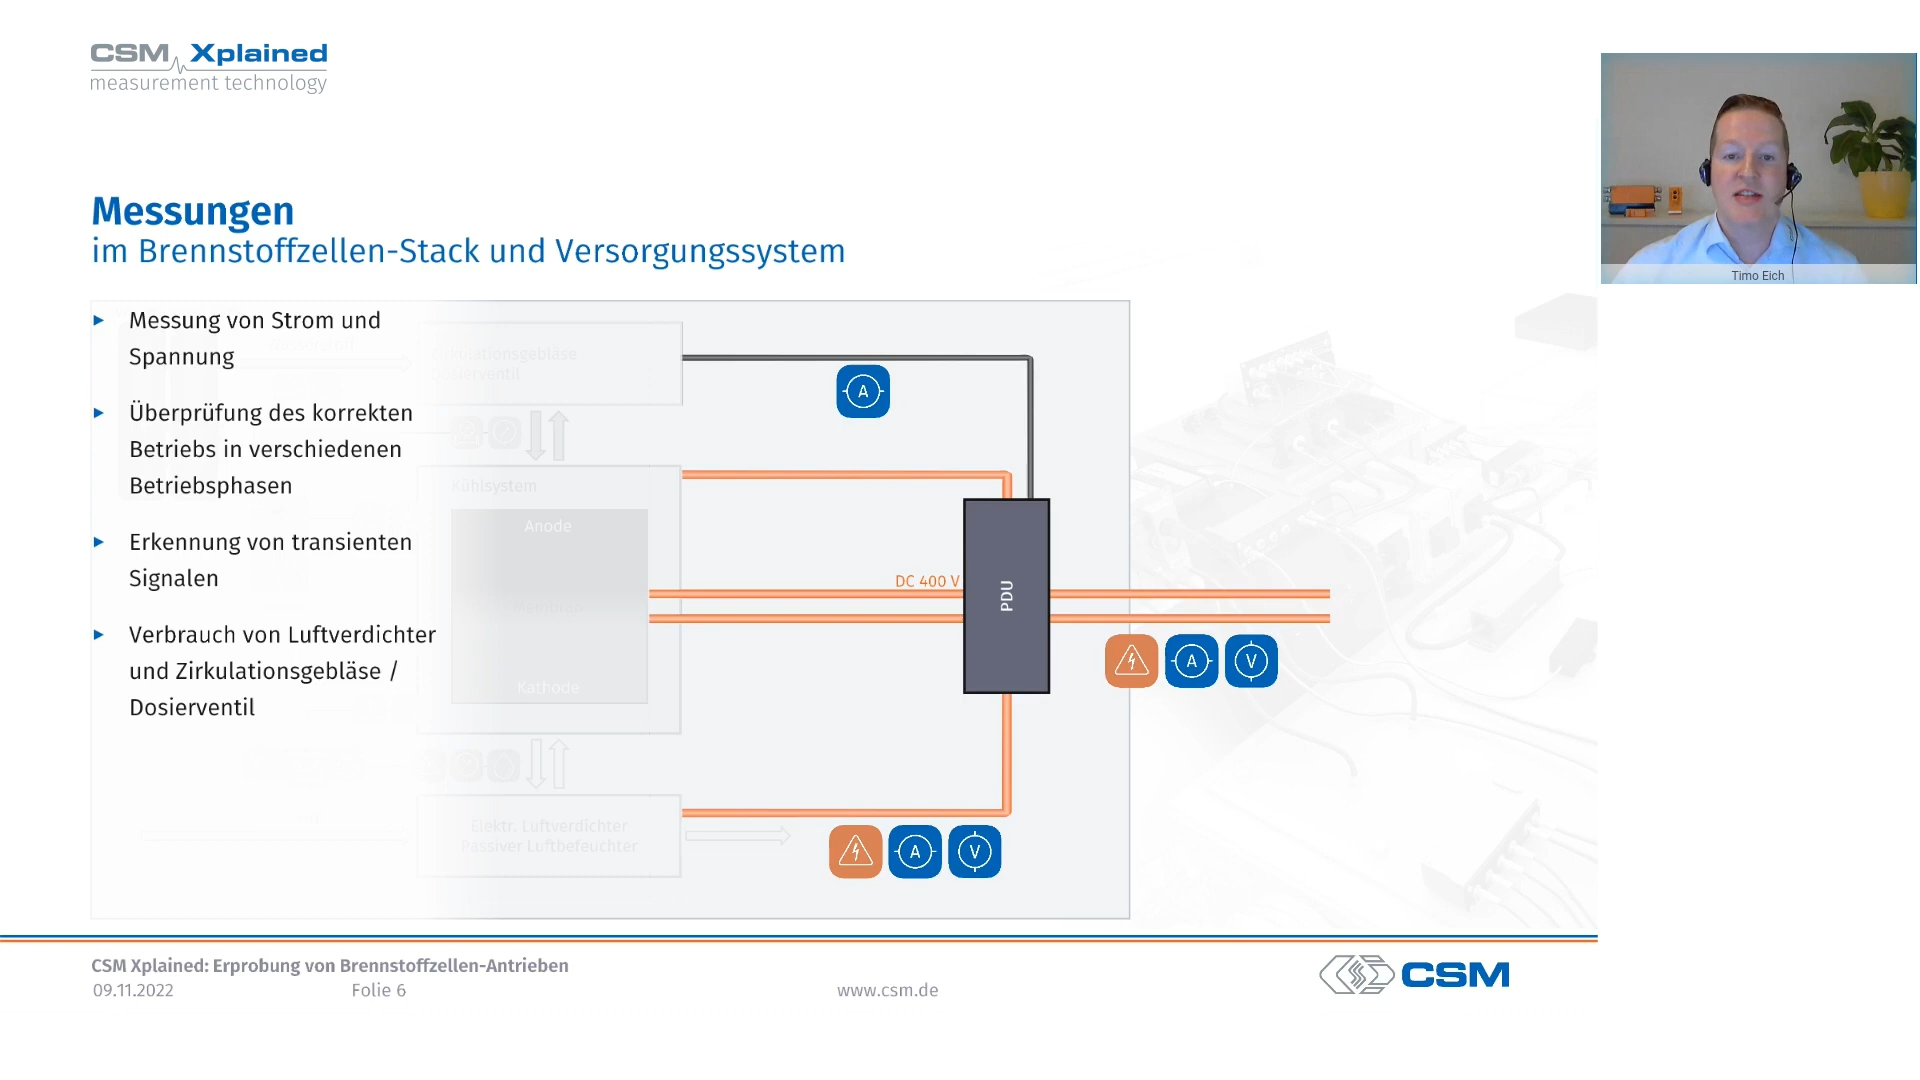 CSM Xplained
measurement technology
Messungen
im Brennstoffzellen-Stack und Versorgungssystem
▸ Messung von Strom und
Spannung
▸ Überprüfung des korrekten
Betriebs in verschiedenen
Betriebsphasen
▸ Erkennung von transienten
Signalen
▸ Verbrauch von Luftverdichter
und Zirkulationsgebläse /
Dosierventil
Kühlsystem
Anode
Membran
Kathode
Elektr. Luftverdichter
Passiver Luftbefeuchter
A
DC 400 V
PDU
A
V
A
V
Timo Eich
CSM Xplained: Erprobung von Brennstoffzellen-Antrieben
09.11.2022
Folie 6
www.csm.de
CSM